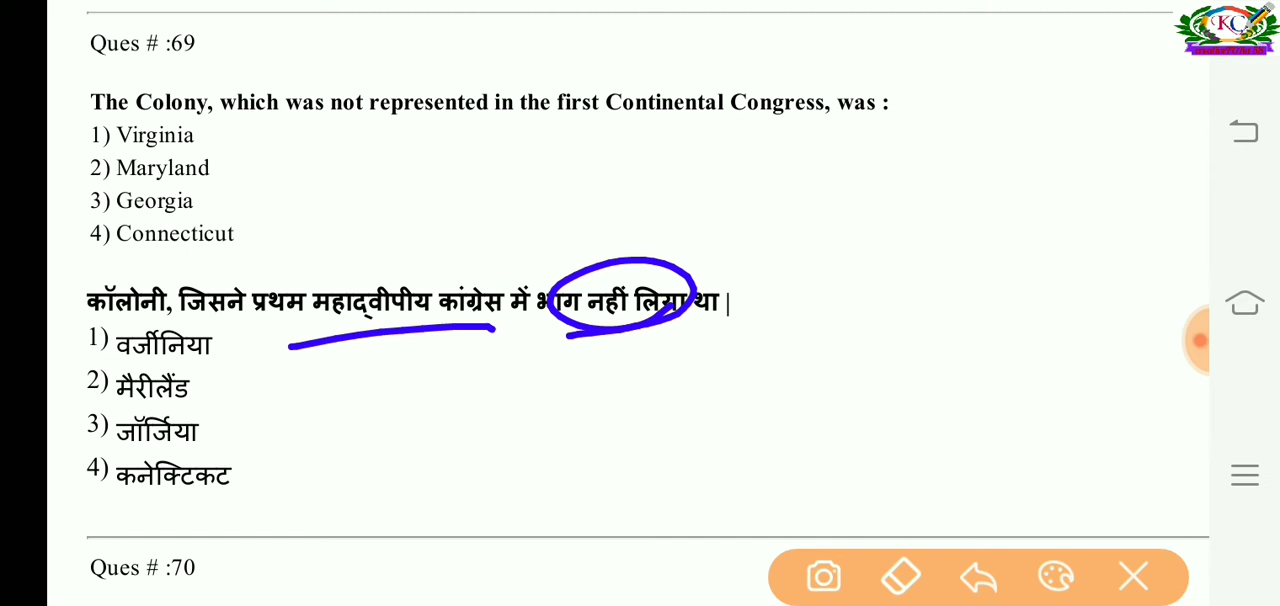 KC
Ques # :69
The Colony, which was not represented in the first Continental Congress, was :
1) Virginia
2) Maryland
3) Georgia
4) Connecticut
कॉलोनी, जिसने प्रथम महाद्वीपीय कांग्रेस में भाग नहीं लिया था |
1) वर्जीनिया
2) मैरीलैंड
3) जॉर्जिया
4) कनेक्टिकट
Ques # :70